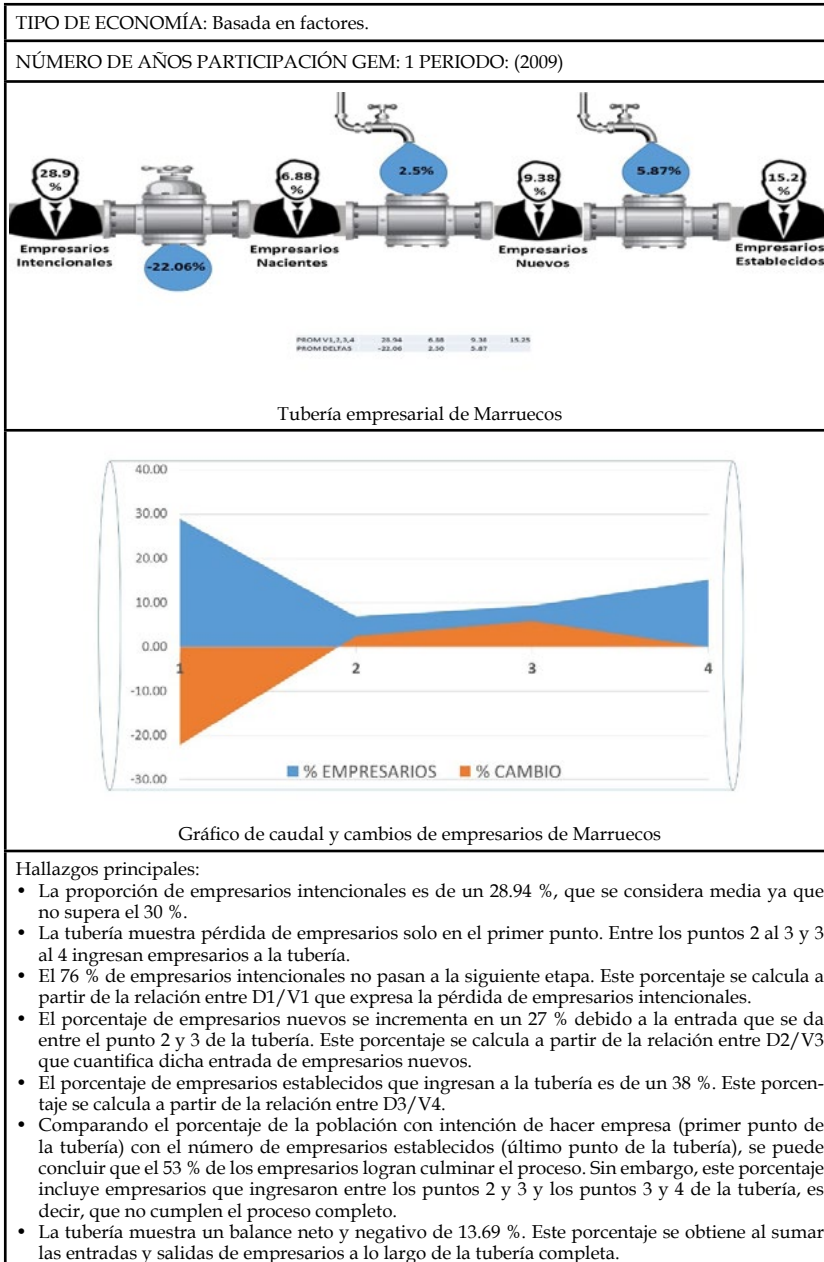 TIPO DE ECONOMÍA: Basada en factores.
NÚMERO DE AÑOS PARTICIPACIÓN GEM: 1 PERIODO: (2009)
28.9
%
6.88
%
2.5%
9.38
%
5.87%
15.2
%
Empresarios
Intencionales
-22.06%
Empresarios
Nacientes
Empresarios
Nuevos
Empresarios
Establecidos
PROM V1,2,3,4 28.94 6.88 9.38 15.25
PROM DELTAS -22.06 2.50 5.87
Tubería empresarial de Marruecos
40.00
30.00
20.00
10.00
0.00
-10.00
-20.00
-30.00
1 2 3 4
% EMPRESARIOS % CAMBIO
Gráfico de caudal y cambios de empresarios de Marruecos
Hallazgos principales:
• La proporción de empresarios intencionales es de un 28.94 %, que se considera media ya que
no supera el 30 %.
• La tubería muestra pérdida de empresarios solo en el primer punto. Entre los puntos 2 al 3 y 3
al 4 ingresan empresarios a la tubería.
• El 76 % de empresarios intencionales no pasan a la siguiente etapa. Este porcentaje se calcula a
partir de la relación entre D1/V1 que expresa la pérdida de empresarios intencionales.
• El porcentaje de empresarios nuevos se incrementa en un 27 % debido a la entrada que se da
entre el punto 2 y 3 de la tubería. Este porcentaje se calcula a partir de la relación entre D2/V3
que cuantifica dicha entrada de empresarios nuevos.
• El porcentaje de empresarios establecidos que ingresan a la tubería es de un 38 %. Este porcen-
taje se calcula a partir de la relación entre D3/V4.
• Comparando el porcentaje de la población con intención de hacer empresa (primer punto de
la tubería) con el número de empresarios establecidos (último punto de la tubería), se puede
concluir que el 53 % de los empresarios logran culminar el proceso. Sin embargo, este porcentaje
incluye empresarios que ingresaron entre los puntos 2 y 3 y los puntos 3 y 4 de la tubería, es
decir, que no cumplen el proceso completo.
• La tubería muestra un balance neto y negativo de 13.69 %. Este porcentaje se obtiene al sumar
las entradas y salidas de empresarios a lo largo de la tubería completa.